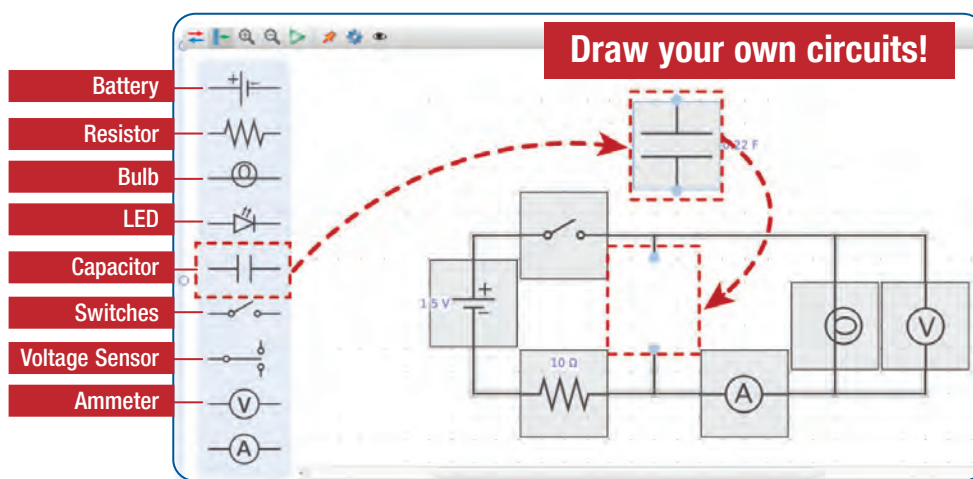 Draw your own circuits!
Battery
Resistor
Bulb
LED
Capacitor
Switches
Voltage Sensor
Ammeter
+
-
V
A
0.22 F
1.5 V
+
-
10 Ω
A
V